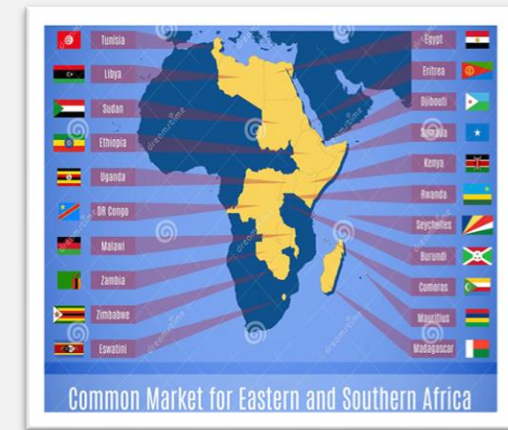 Tunisia
Libya
Sudan
Ethiopia
Uganda
DR Congo
Malawi
Zambia
Zimbabwe
Eswatini
Egypt
Eritrea
Djibouti
Somalia
Kenya
Rwanda
Seychelles
Burundi
Comoros
Mauritius
Madagascar
Common Market for Eastern and Southern Africa
dreamstime